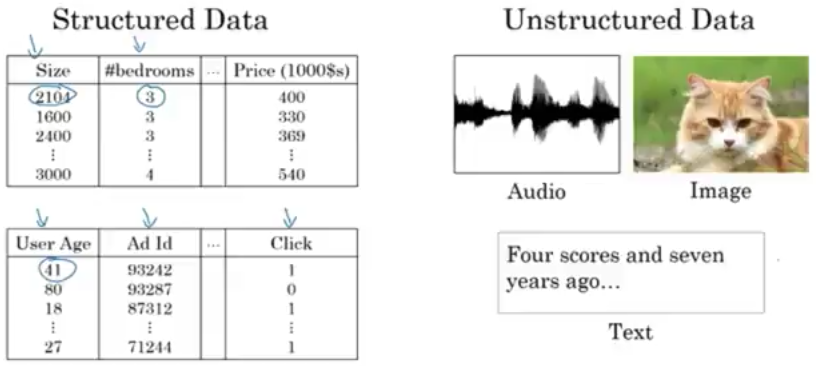 Structured Data
Size #bedrooms ... Price (1000$s)
2104 3 400
1600 3 330
2400 3 369
⋮ ⋮ ⋮
3000 4 540
User Age Ad Id ... Click
41 93242 1
80 93287 0
18 87312 1
⋮ ⋮ ⋮
27 71244 1
Unstructured Data
Audio
Image
Four scores and seven
years ago...
Text